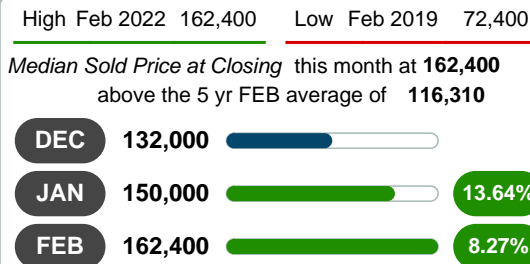 High Feb 2022 162,400 Low Feb 2019 72,400
Median Sold Price at Closing this month at 162,400
above the 5 yr FEB average of 116,310
DEC 132,000
JAN 150,000 13.64%
FEB 162,400 8.27%